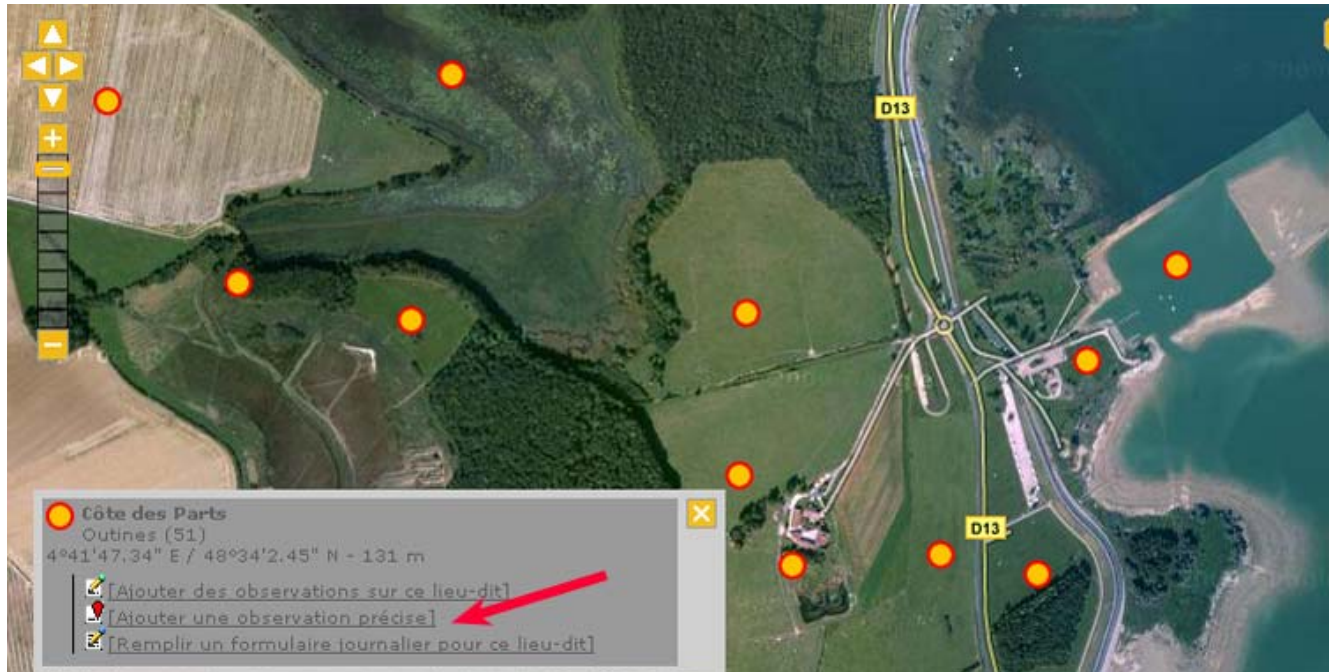 D13
D13
Côte des Parts
Outines (51)
4°41'47.34" E / 48°34'2.45" N - 131 m
[Ajouter des observations sur ce lieu-dit]
[Ajouter une observation précise]
[Remplir un formulaire journalier pour ce lieu-dit]